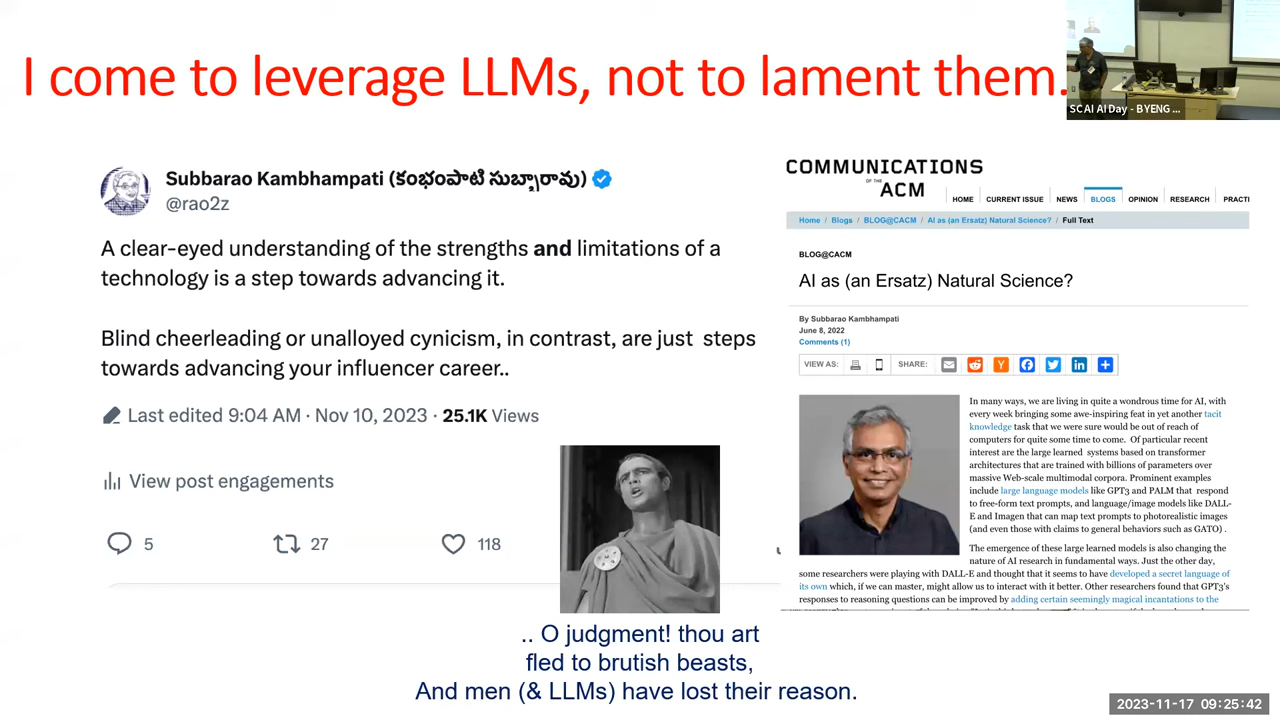 I come to leverage LLMs, not to lament them.
SCAI AI Day - BYENG ...
Subbarao Kambhampati (కంభంపాటి సుబ్బారావు)
@rao2z
A clear-eyed understanding of the strengths and limitations of a
technology is a step towards advancing it.
Blind cheerleading or unalloyed cynicism, in contrast, are just steps
towards advancing your influencer career..
Last edited 9:04 AM · Nov 10, 2023 · 25.1K Views
View post engagements
5 27 118
COMMUNICATIONS
OF THE
ACM
HOME CURRENT ISSUE NEWS BLOGS OPINION RESEARCH PRACTI
Home / Blogs / BLOG@CACM / AI as (an Ersatz) Natural Science? / Full Text
BLOG@CACM
AI as (an Ersatz) Natural Science?
By Subbarao Kambhampati
June 8, 2022
Comments (1)
VIEW AS: SHARE:
In many ways, we are living in quite a wondrous time for AI, with
every week bringing some awe-inspiring feat in yet another tacit
knowledge task that we were sure would be out of reach of
computers for quite some time to come. Of particular recent
interest are the large learned systems based on transformer
architectures that are trained with billions of parameters over
massive Web-scale multimodal corpora. Prominent examples
include large language models like GPT3 and PALM that respond
to free-form text prompts, and language/image models like DALL-
E and Imagen that can map text prompts to photorealistic images
(and even those with claims to general behaviors such as GATO) .
The emergence of these large learned models is also changing the
nature of AI research in fundamental ways. Just the other day,
some researchers were playing with DALL-E and thought that it seems to have developed a secret language of
its own which, if we can master, might allow us to interact with it better. Other researchers found that GPT3's
responses to reasoning questions can be improved by adding certain seemingly magical incantations to the
.. O judgment! thou art
fled to brutish beasts,
And men (& LLMs) have lost their reason.
2023-11-17 09:25:42